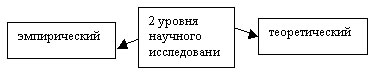 эмпирический
2 уровня
научного
исследовани
теоретический